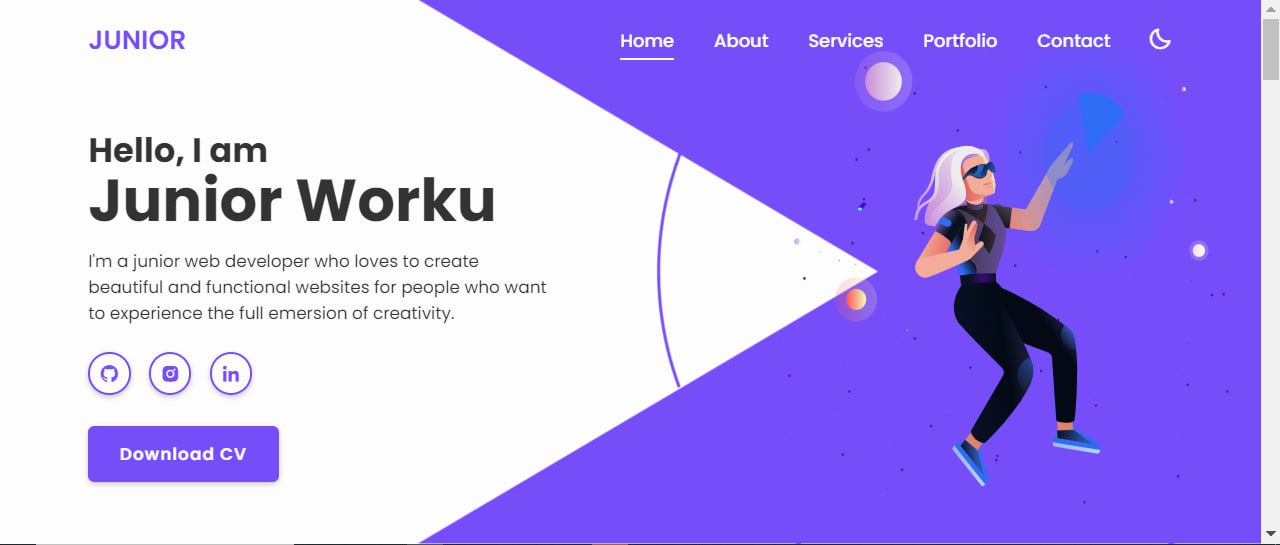 JUNIOR
Home About Services Portfolio Contact
Hello, I am
Junior Worku
I'm a junior web developer who loves to create
beautiful and functional websites for people who want
to experience the full emersion of creativity.
in
Download CV